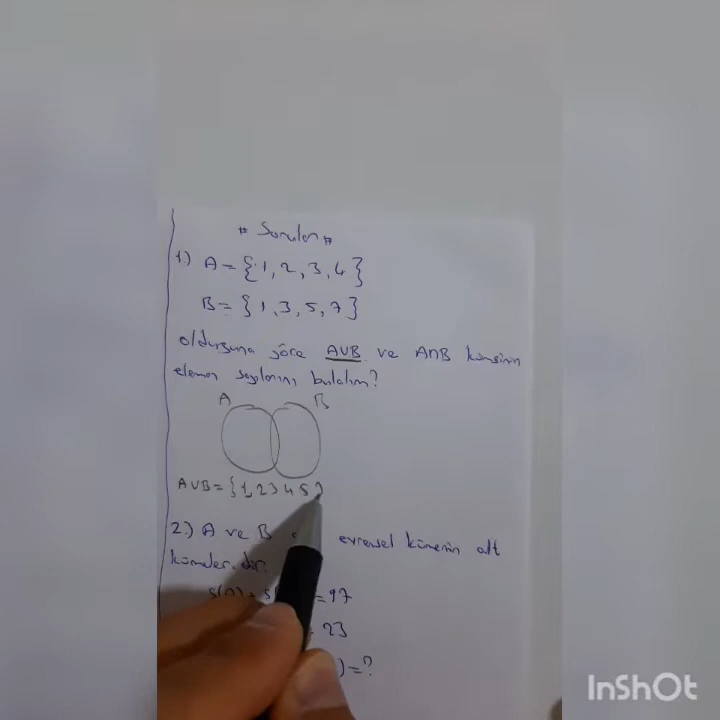 # Sorular #
1.) A = {1, 2, 3, 4}
B = {1, 3, 5, 7}
olduğuna göre AUB ve A∩B kümesinin
eleman sayılarını bulalım?
A B
AUB = {1, 2 3 4 5
2.) A ve B evrensel kümenin alt
kümeleridir.
= 97
= 23
) = ?
InShOt